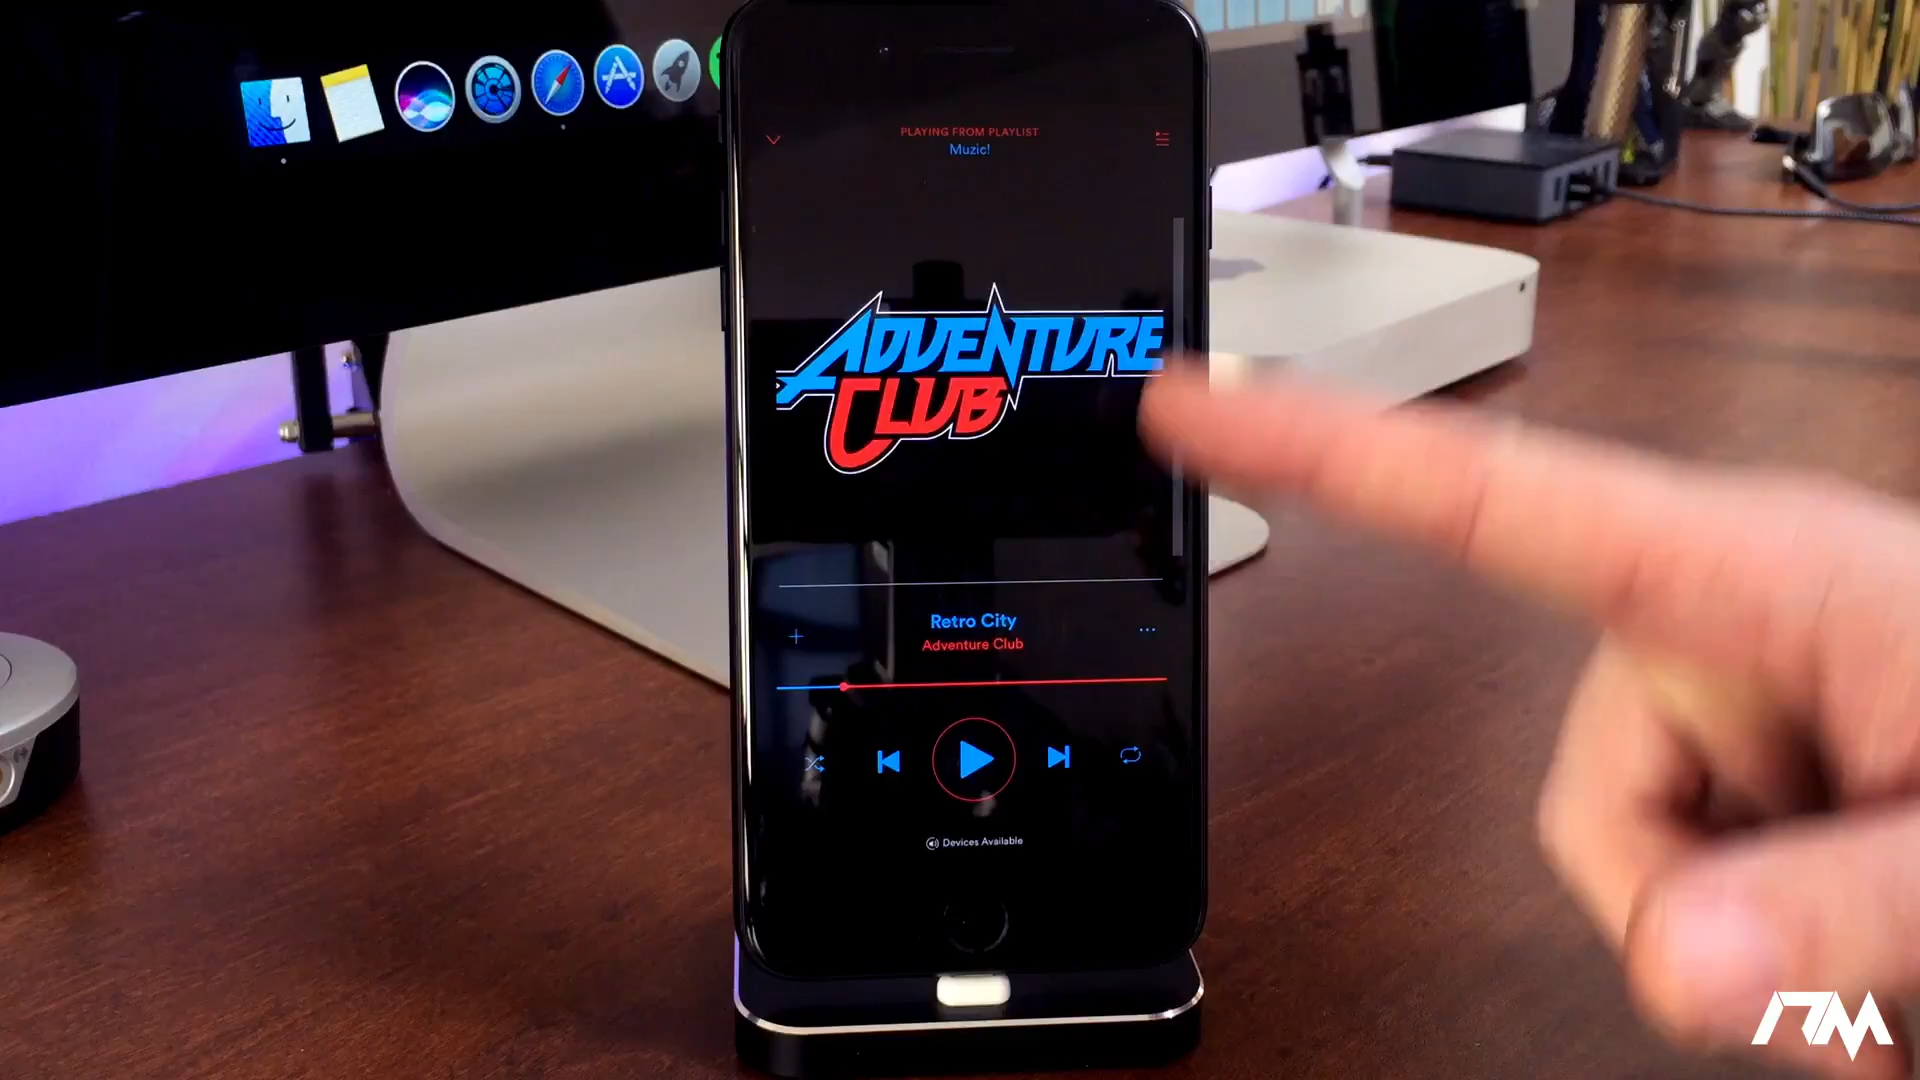 PLAYING FROM PLAYLIST
Muzic!
ADVENTURE
CLUB
Retro City
Adventure Club
Devices Available